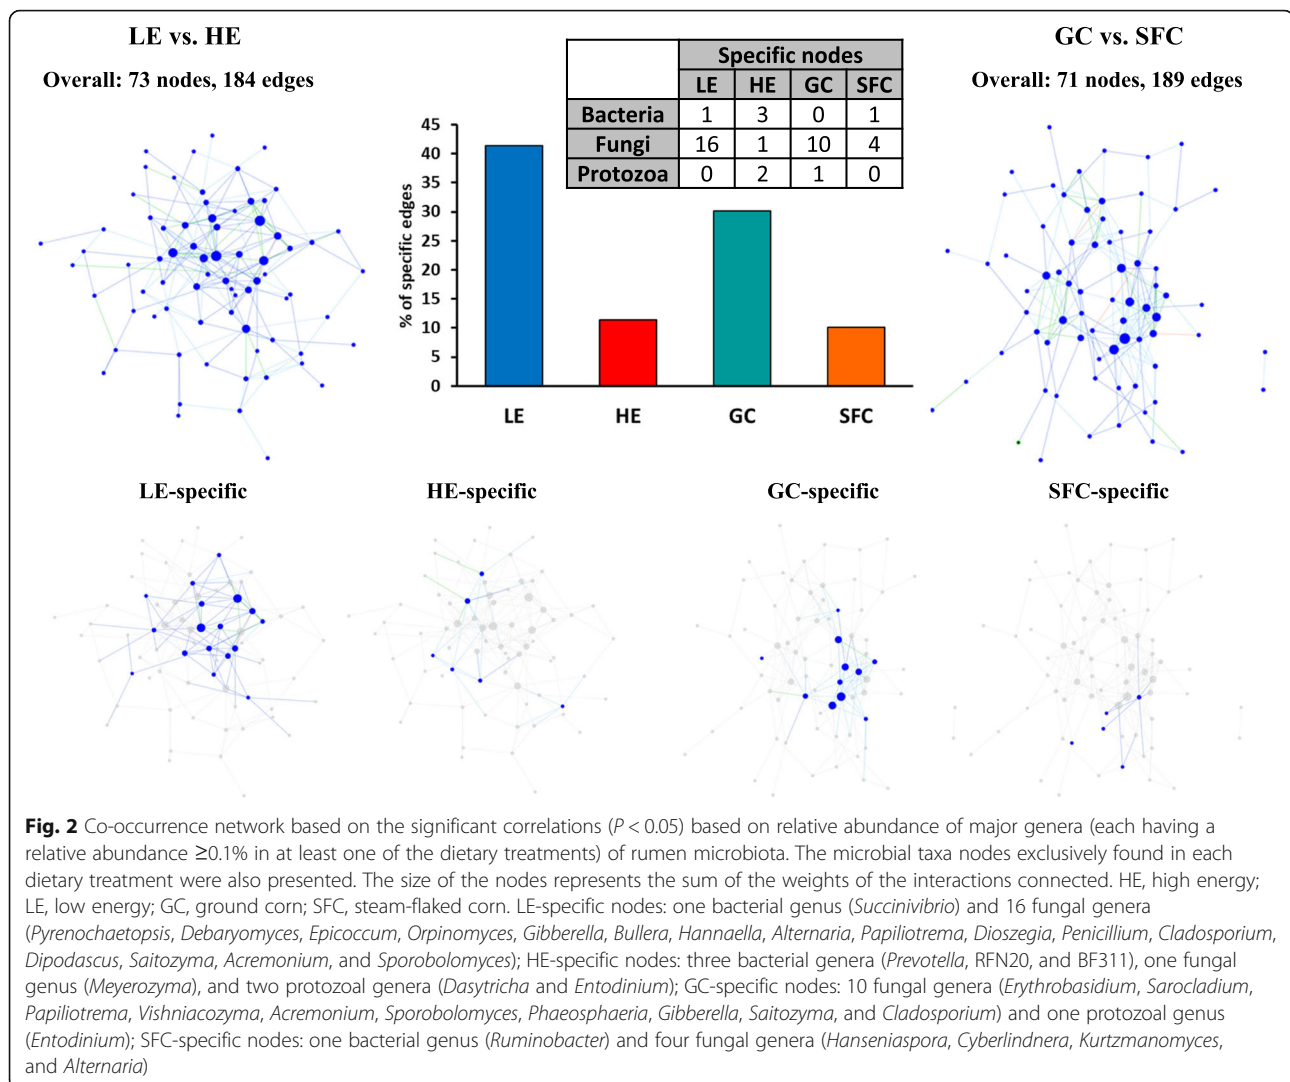 LE vs. HE
Overall: 73 nodes, 184 edges
Specific nodes
LE HE GC SFC
Bacteria 1 3 0 1
Fungi 16 1 10 4
Protozoa 0 2 1 0
GC vs. SFC
Overall: 71 nodes, 189 edges
% of specific edges
45
40
35
30
25
20
15
10
5
0
LE HE GC SFC
LE-specific
HE-specific
GC-specific
SFC-specific
Fig. 2 Co-occurrence network based on the significant correlations (P < 0.05) based on relative abundance of major genera (each having a
relative abundance ≥0.1% in at least one of the dietary treatments) of rumen microbiota. The microbial taxa nodes exclusively found in each
dietary treatment were also presented. The size of the nodes represents the sum of the weights of the interactions connected. HE, high energy;
LE, low energy; GC, ground corn; SFC, steam-flaked corn. LE-specific nodes: one bacterial genus (Succinivibrio) and 16 fungal genera
(Pyrenochaetopsis, Debaryomyces, Epicoccum, Orpinomyces, Gibberella, Bullera, Hannaella, Alternaria, Papiliotrema, Dioszegia, Penicillium, Cladosporium,
Dipodascus, Saitozyma, Acremonium, and Sporobolomyces); HE-specific nodes: three bacterial genera (Prevotella, RFN20, and BF311), one fungal
genus (Meyerozyma), and two protozoal genera (Dasytricha and Entodinium); GC-specific nodes: 10 fungal genera (Erythrobasidium, Sarocladium,
Papiliotrema, Vishniacozyma, Acremonium, Sporobolomyces, Phaeosphaeria, Gibberella, Saitozyma, and Cladosporium) and one protozoal genus
(Entodinium); SFC-specific nodes: one bacterial genus (Ruminobacter) and four fungal genera (Hanseniaspora, Cyberlindnera, Kurtzmanomyces,
and Alternaria)